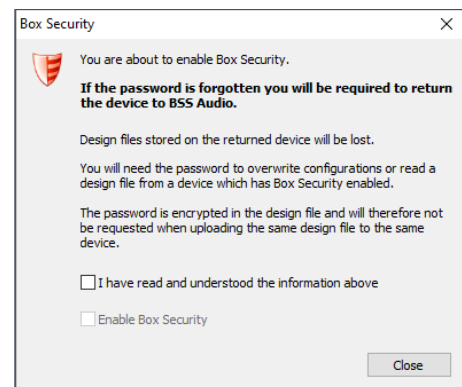 Box Security
You are about to enable Box Security.
If the password is forgotten you will be required to return
the device to BSS Audio.
Design files stored on the returned device will be lost.
You will need the password to overwrite configurations or read a
design file from a device which has Box Security enabled.
The password is encrypted in the design file and will therefore not
be requested when uploading the same design file to the same
device.
I have read and understood the information above
Enable Box Security
Close